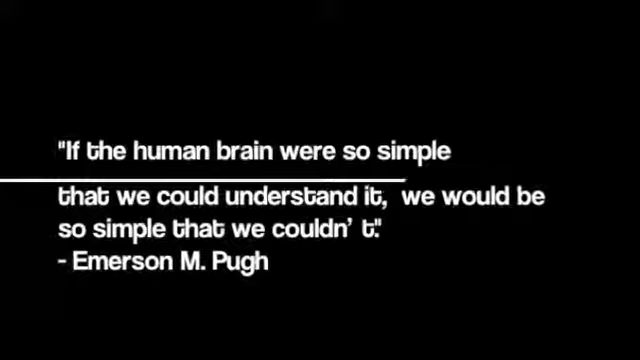 "If the human brain were so simple
that we could understand it, we would be
so simple that we couldn' t."
- Emerson M. Pugh